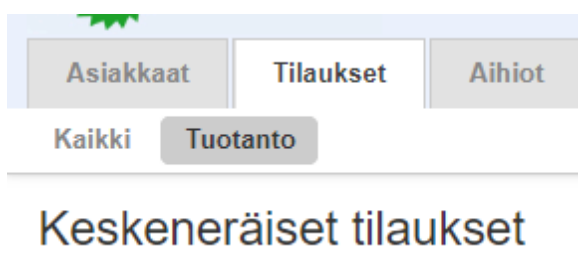 Asiakkaat Tilaukset Aihiot
Kaikki Tuotanto
Keskeneräiset tilaukset